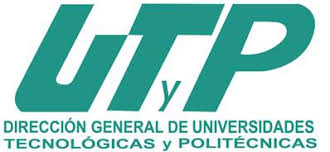 UTyP
DIRECCIÓN GENERAL DE UNIVERSIDADES
TECNOLÓGICAS y POLITÉCNICAS